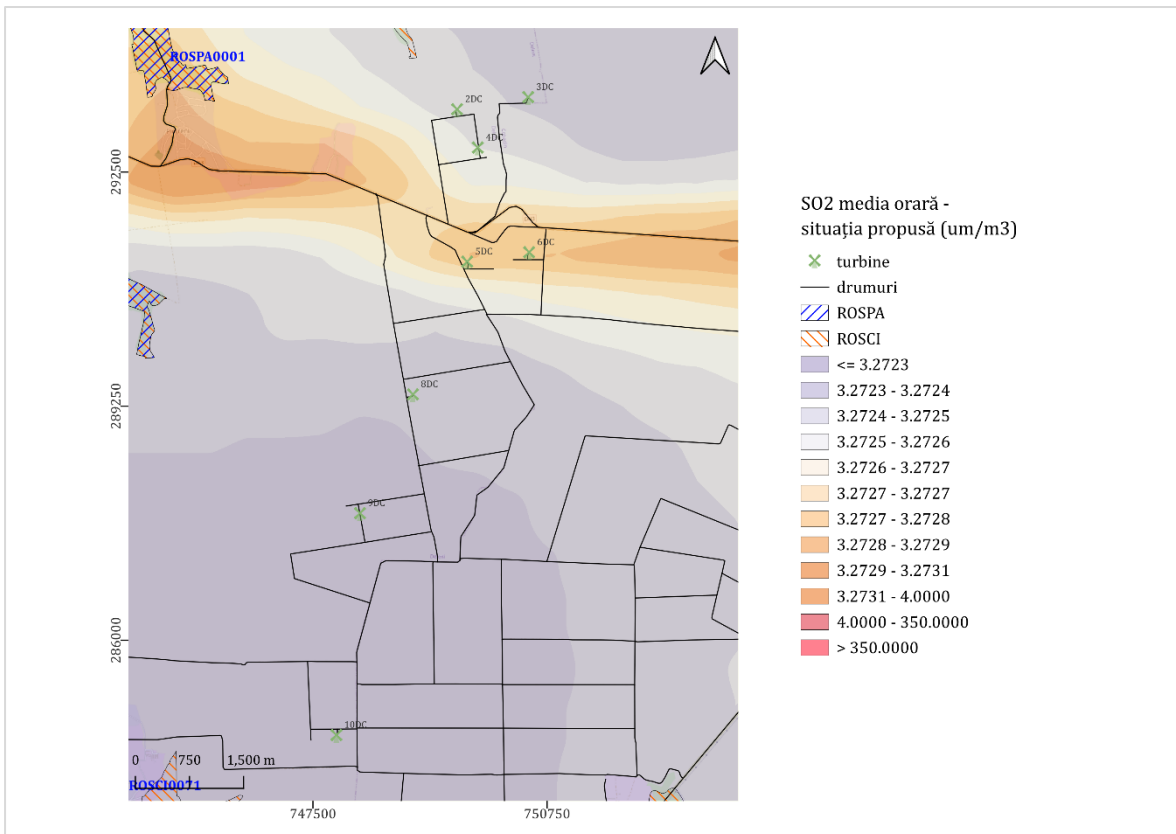 ROSPA0001
3DC
2DC
4DC
292500
6DC
5DC
8DC
289250
9DC
286000
10DC
0 750 1,500 m
ROSCI0071
747500 750750
SO2 media orară -
situația propusă (um/m3)
turbine
drumuri
ROSPA
ROSCI
<= 3.2723
3.2723 - 3.2724
3.2724 - 3.2725
3.2725 - 3.2726
3.2726 - 3.2727
3.2727 - 3.2727
3.2727 - 3.2728
3.2728 - 3.2729
3.2729 - 3.2731
3.2731 - 4.0000
4.0000 - 350.0000
> 350.0000